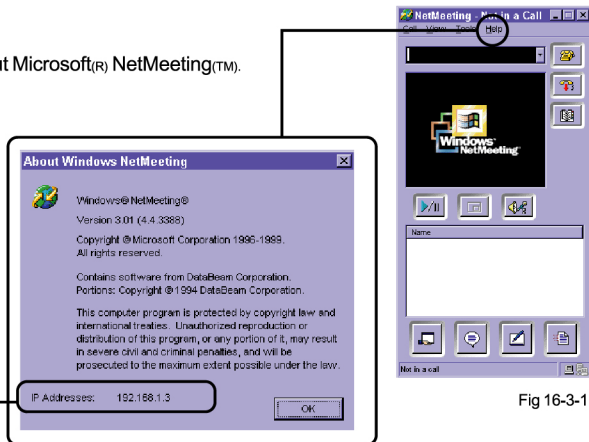 NetMeeting - Not in a Call
Call View Tools Help
ut Microsoft(R) NetMeeting(TM).
Windows
NetMeeting
About Windows NetMeeting
Windows® NetMeeting®
Version 3.01 (4.4.3388)
Copyright © Microsoft Corporation 1996-1999.
All rights reserved.
Contains software from DataBeam Corporation.
Portions: Copyright © 1994 DataBeam Corporation.
This computer program is protected by copyright law and
international treaties. Unauthorized reproduction or
distribution of this program, or any portion of it, may result
in severe civil and criminal penalties, and will be
prosecuted to the maximum extent possible under the law.
IP Addresses: 192.168.1.3
OK
Name
Not in a call
Fig 16-3-1